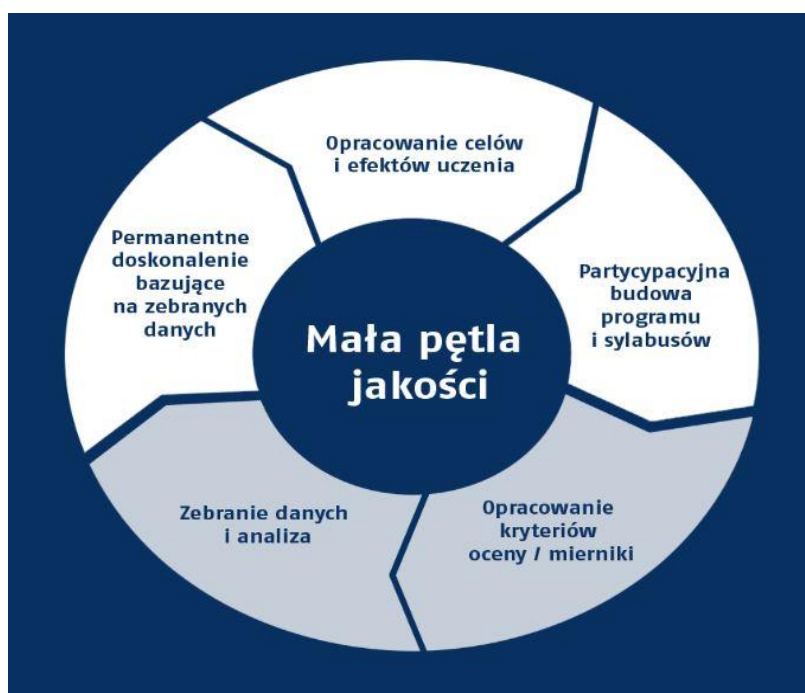 Opracowanie celów
i efektów uczenia
Partycypacyjna
budowa
programu
i sylabusów
Opracowanie
kryteriów
oceny / mierniki
Zebranie danych
i analiza
Permanentne
doskonalenie
bazujące
na zebranych
danych
Mała pętla
jakości